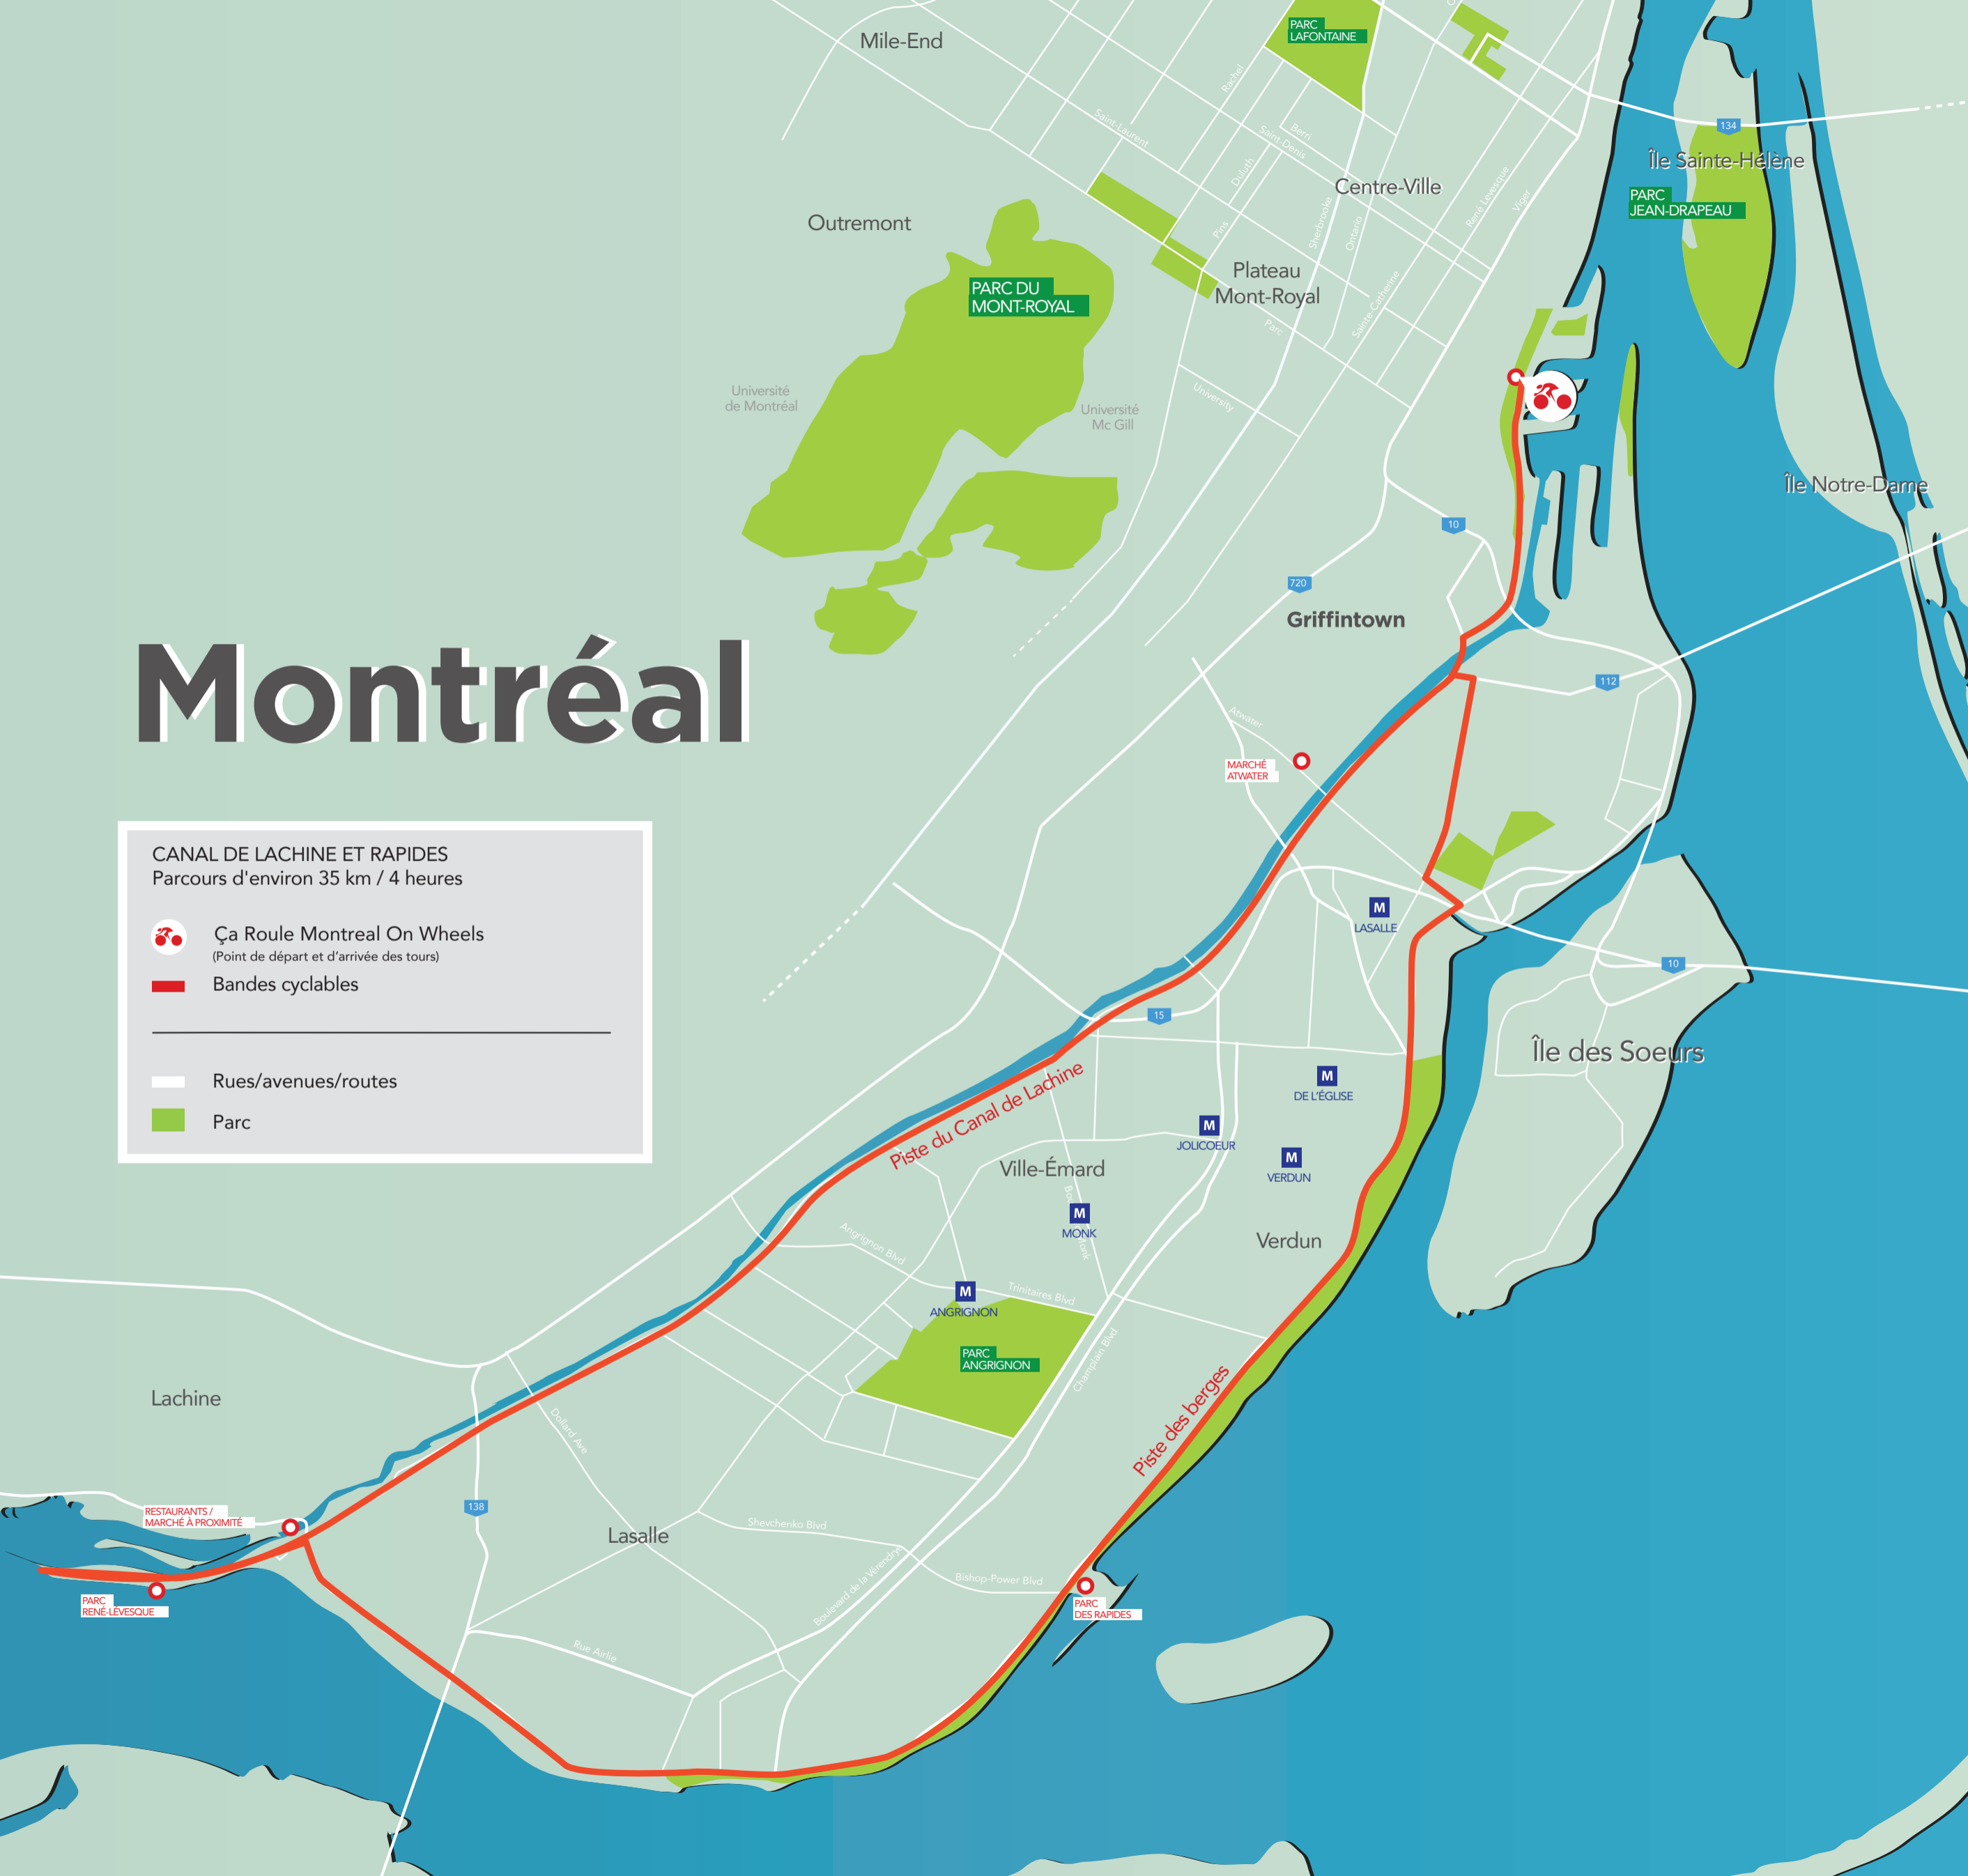 Mile-End
PARC
LAFONTAINE
Rachel
Saint-Laurent
Berri
Saint-Denis
134
Île Sainte-Hélène
PARC
JEAN-DRAPEAU
Duluth
Centre-Ville
René Levesque
Viger
Outremont
Pins
Sherbrooke
Ontario
Plateau
Mont-Royal
PARC DU
MONT-ROYAL
Sainte-Catherine
Parc
Université
de Montréal
University
Université
Mc Gill
Île Notre-Dame
10
720
Griffintown
Montréal
112
Atwater
MARCHÉ
ATWATER
CANAL DE LACHINE ET RAPIDES
Parcours d'environ 35 km / 4 heures
Ça Roule Montreal On Wheels
(Point de départ et d'arrivée des tours)
Bandes cyclables
Rues/avenues/routes
Parc
M
LASALLE
10
15
Île des Soeurs
Piste du Canal de Lachine
M
DE L'ÉGLISE
M
JOLICOEUR
Ville-Émard
M
VERDUN
M
MONK
Verdun
Angrignon Blvd
M
ANGRIGNON
Trinitaires Blvd
PARC
ANGRIGNON
Champlain Blvd
Piste des berges
Lachine
Dollard Ave
138
RESTAURANTS /
MARCHÉ À PROXIMITÉ
Lasalle
Shevchenko Blvd
Boulevard de la Vérendrye
Bishop-Power Blvd
PARC
RENÉ-LÉVESQUE
PARC
DES RAPIDES
Rue Airlie